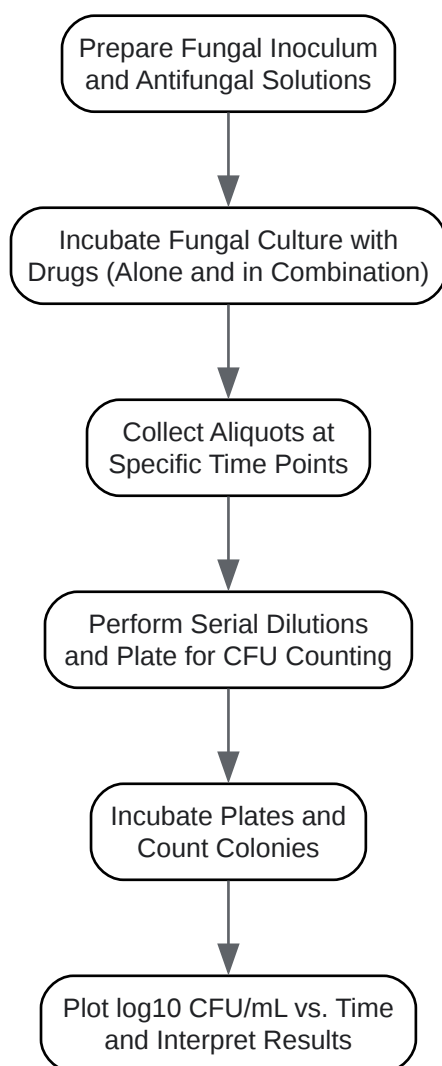 Prepare Fungal Inoculum
and Antifungal Solutions
Incubate Fungal Culture with
Drugs (Alone and in Combination)
Collect Aliquots at
Specific Time Points
Perform Serial Dilutions
and Plate for CFU Counting
Incubate Plates and
Count Colonies
Plot log10 CFU/mL vs. Time
and Interpret Results